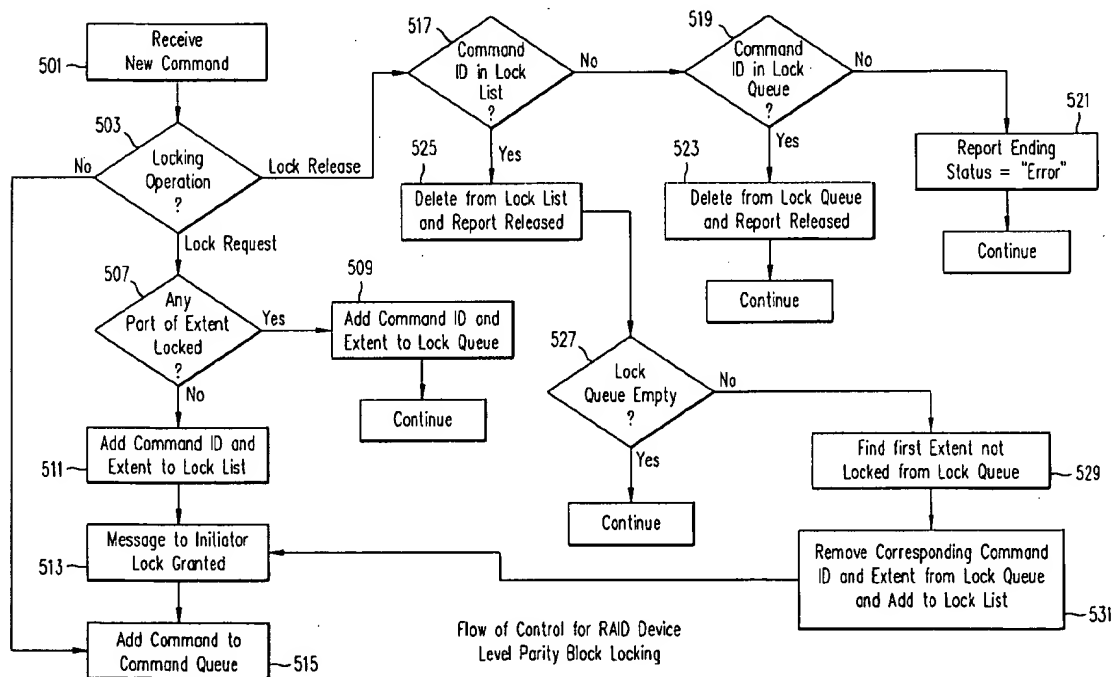 501
Receive
New Command
503
Locking
Operation
?
No
Lock Release
Lock Request
507
Any
Part of Extent
Locked
?
Yes
No
509
Add Command ID and
Extent to Lock Queue
Continue
511
Add Command ID and
Extent to Lock List
513
Message to Initiator
Lock Granted
Add Command to
Command Queue
515
517
Command
ID in Lock
List
?
No
Yes
519
Command
ID in Lock
Queue
?
No
Yes
521
Report Ending
Status = "Error"
Continue
523
Delete from Lock Queue
and Report Released
Continue
525
Delete from Lock List
and Report Released
527
Lock
Queue Empty
?
No
Yes
Continue
Find first Extent not
Locked from Lock Queue
529
Remove Corresponding Command
ID and Extent from Lock Queue
and Add to Lock List
531
Flow of Control for RAID Device
Level Parity Block Locking